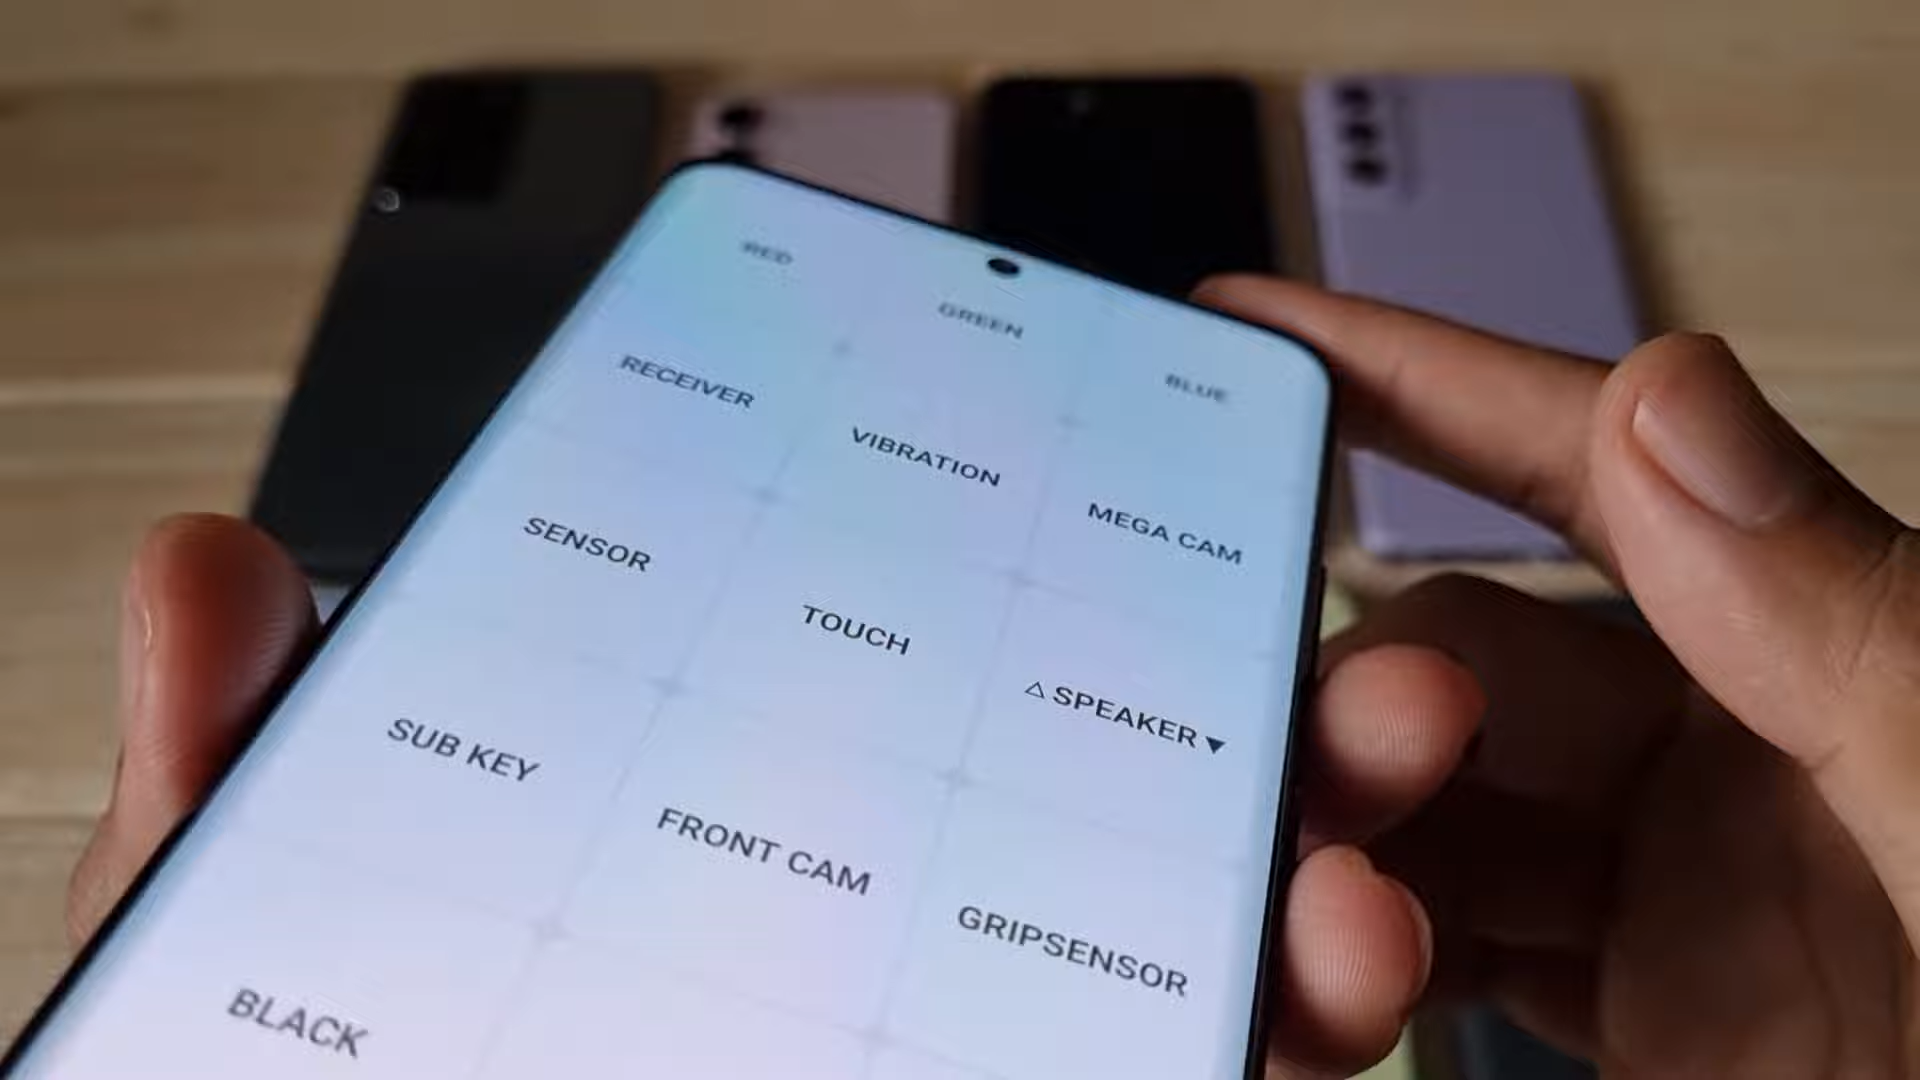 RED
GREEN
BLUE
RECEIVER
VIBRATION
MEGA CAM
SENSOR
TOUCH
△ SPEAKER ▼
SUB KEY
FRONT CAM
GRIPSENSOR
BLACK